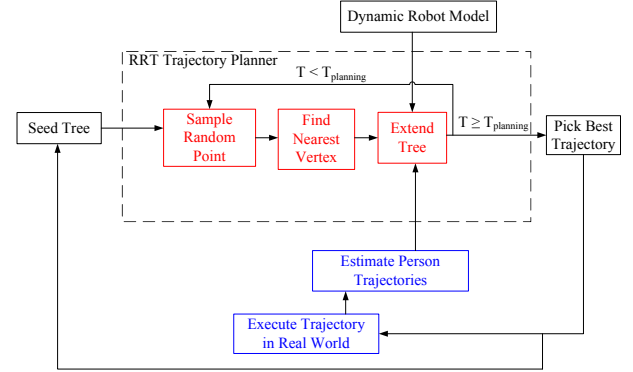 Dynamic Robot Model
RRT Trajectory Planner
T < Tplanning
Seed Tree
Sample
Random
Point
Find
Nearest
Vertex
Extend
Tree
T ≥ Tplanning
Pick Best
Trajectory
Estimate Person
Trajectories
Execute Trajectory
in Real World